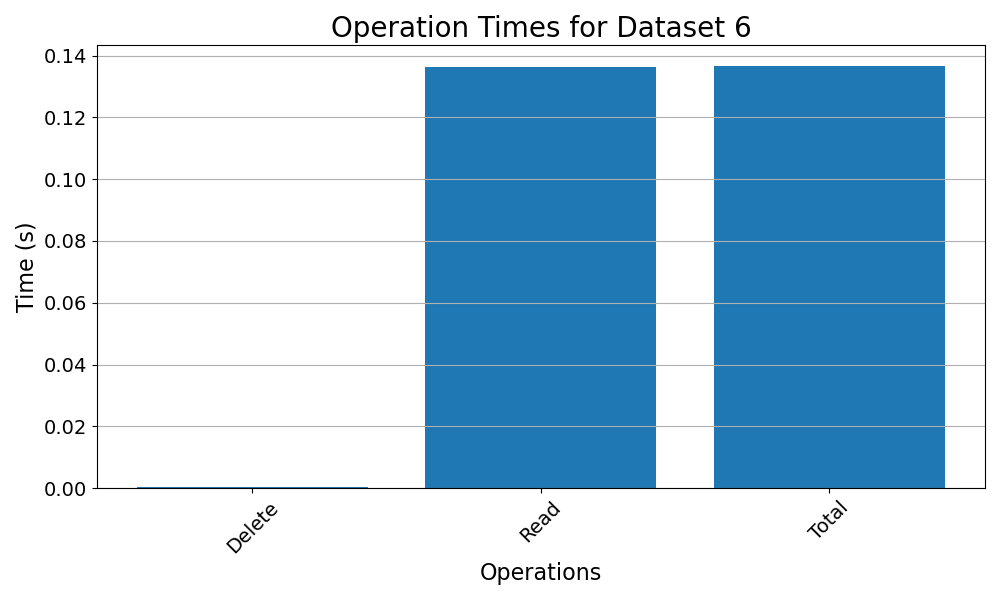 Operation Times for Dataset 6
Time (s)
0.14
0.12
0.10
0.08
0.06
0.04
0.02
0.00
Delete
Read
Total
Operations